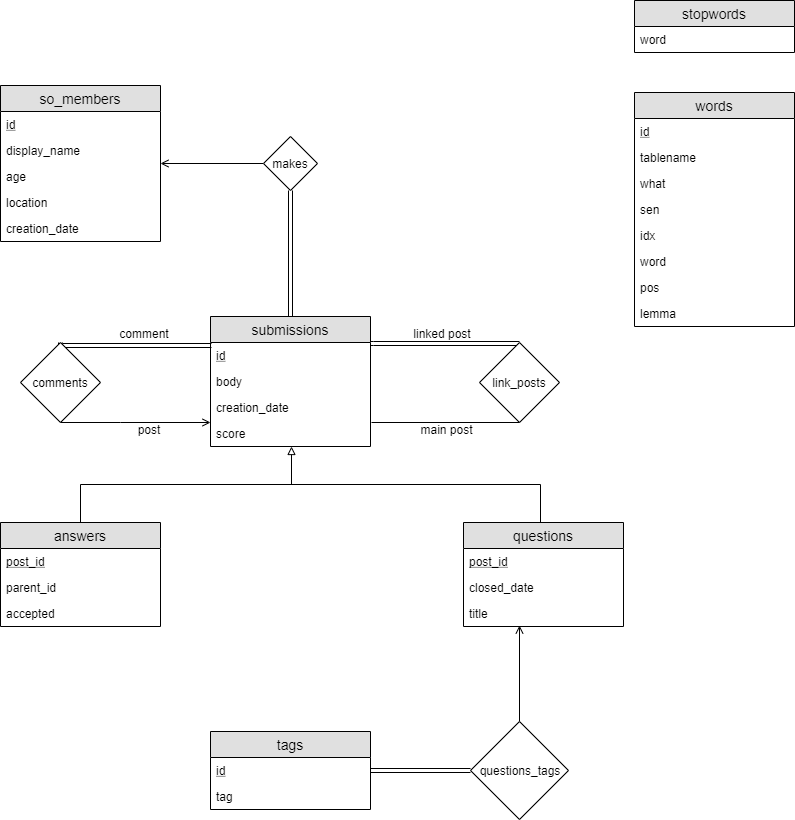 stopwords
word
so_members
id
display_name
age
location
creation_date
makes
words
id
tablename
what
sen
idx
word
pos
lemma
submissions
id
body
creation_date
score
comment
comments
post
linked post
link_posts
main post
answers
post_id
parent_id
accepted
questions
post_id
closed_date
title
tags
id
tag
questions_tags